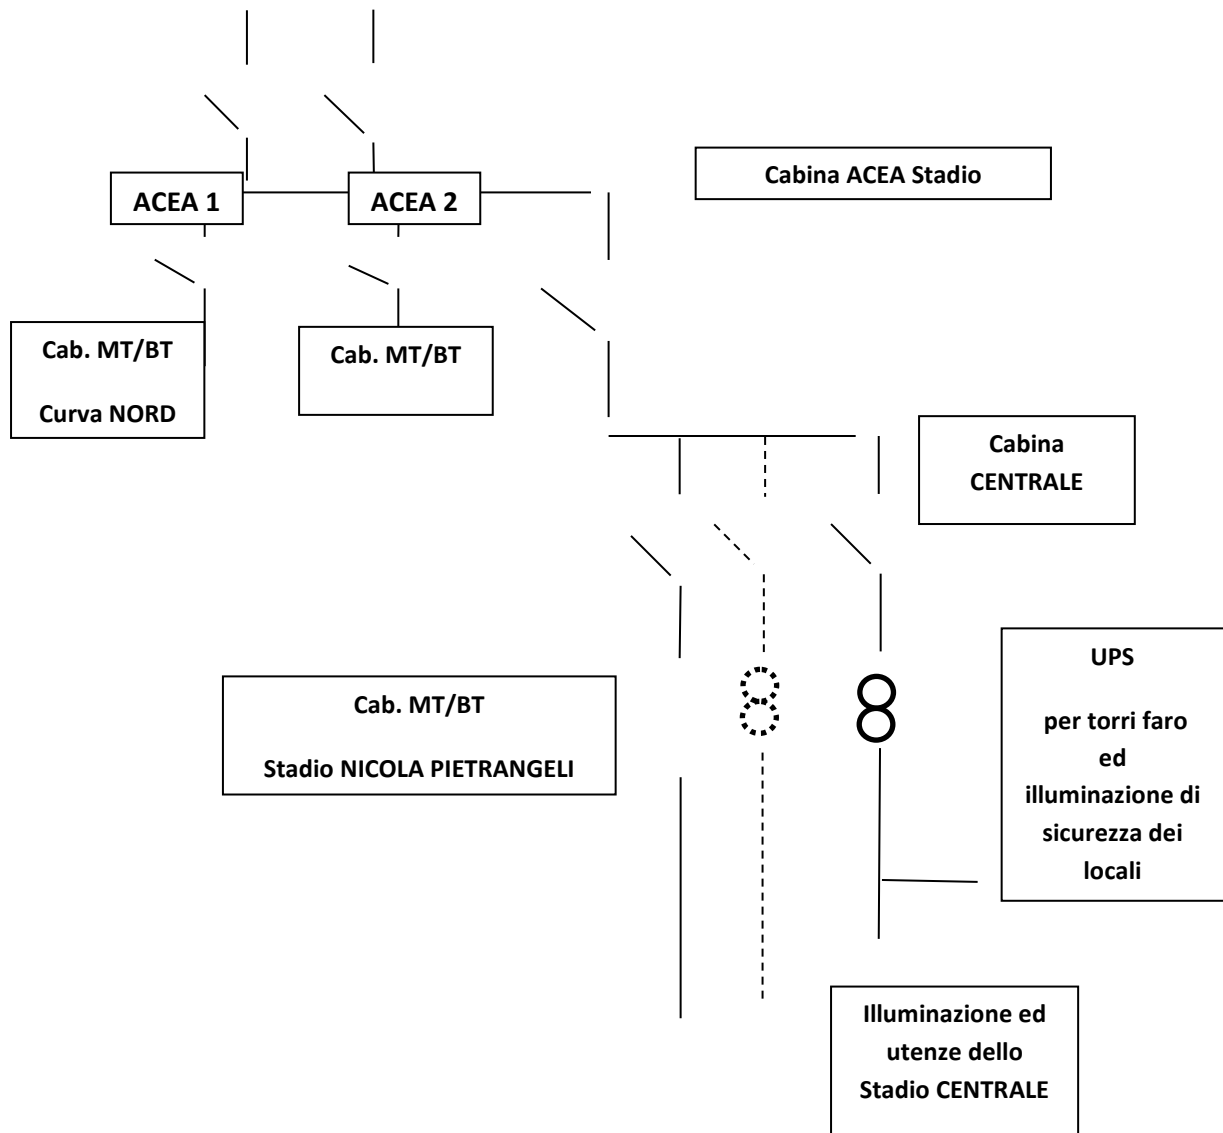 Cabina ACEA Stadio
ACEA 1
ACEA 2
Cab. MT/BT
Curva NORD
Cab. MT/BT
Cabina
CENTRALE
UPS
per torri faro
ed
illuminazione di
sicurezza dei
locali
Cab. MT/BT
Stadio NICOLA PIETRANGELI
Illuminazione ed
utenze dello
Stadio CENTRALE